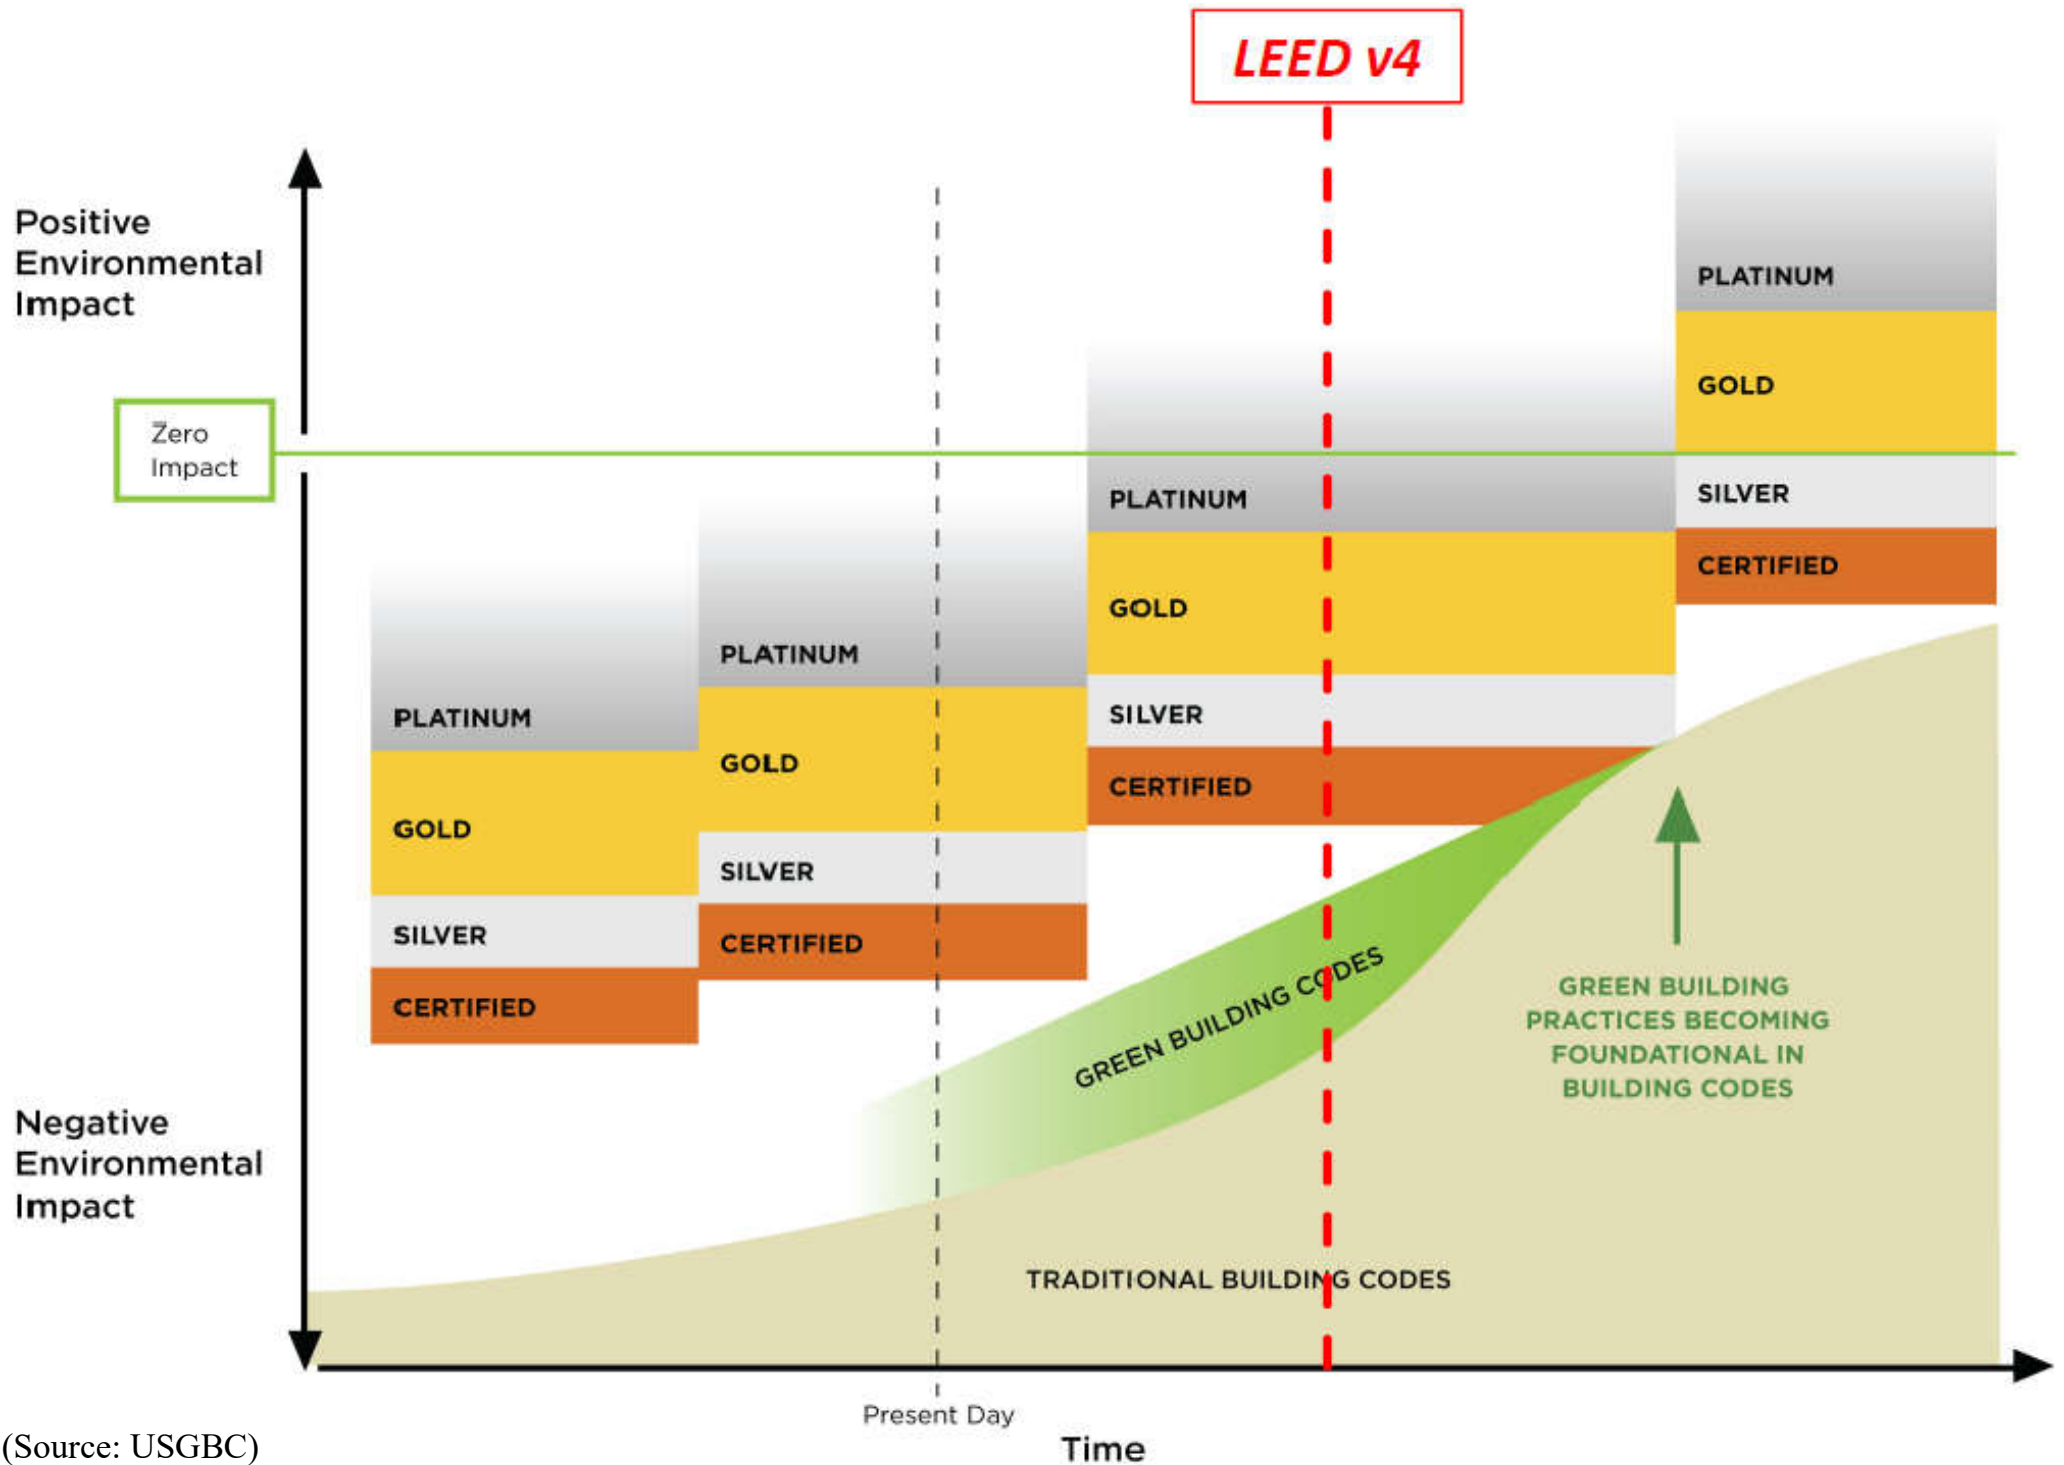 LEED v4
Positive
Environmental
Impact
Zero
Impact
Negative
Environmental
Impact
PLATINUM
GOLD
SILVER
CERTIFIED
PLATINUM
GOLD
SILVER
CERTIFIED
PLATINUM
GOLD
SILVER
CERTIFIED
PLATINUM
GOLD
SILVER
CERTIFIED
GREEN BUILDING CODES
GREEN BUILDING
PRACTICES BECOMING
FOUNDATIONAL IN
BUILDING CODES
TRADITIONAL BUILDING CODES
Present Day
Time
(Source: USGBC)